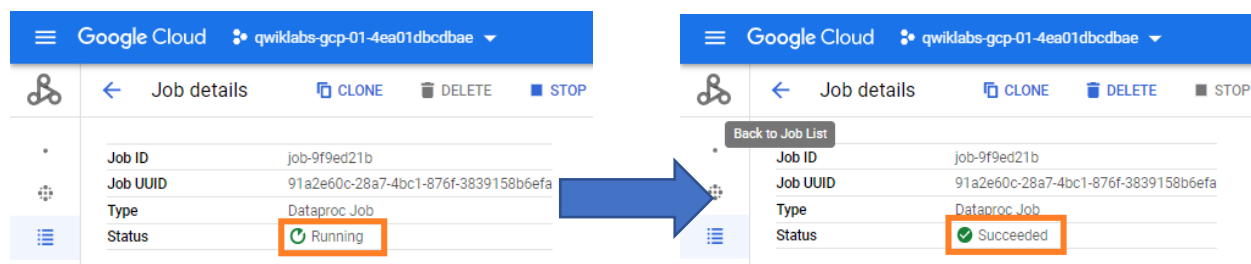 Google Cloud qwiklabs-gcp-01-4ea01dbcdbae
Job details CLONE DELETE STOP
Job ID job-9f9ed21b
Job UUID 91a2e60c-28a7-4bc1-876f-3839158b6efa
Type Dataproc Job
Status Running
Google Cloud qwiklabs-gcp-01-4ea01dbcdbae
Job details CLONE DELETE STOP
Back to Job List
Job ID job-9f9ed21b
Job UUID 91a2e60c-28a7-4bc1-876f-3839158b6efa
Type Dataproc Job
Status Succeeded